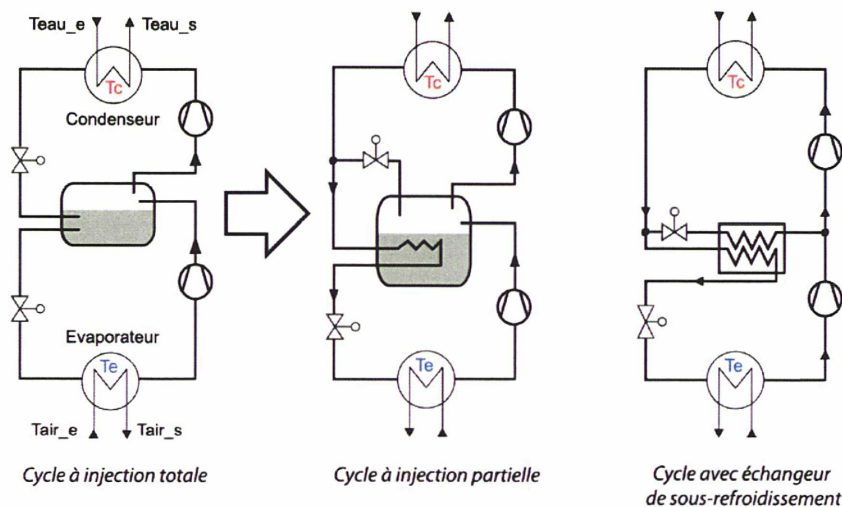 Teau_e Teau_s
Tc
Tc
Tc
Condenseur
Evaporateur
Te
Te
Te
Tair_e Tair_s
Cycle à injection totale
Cycle à injection partielle
Cycle avec échangeur
de sous-refroidissement